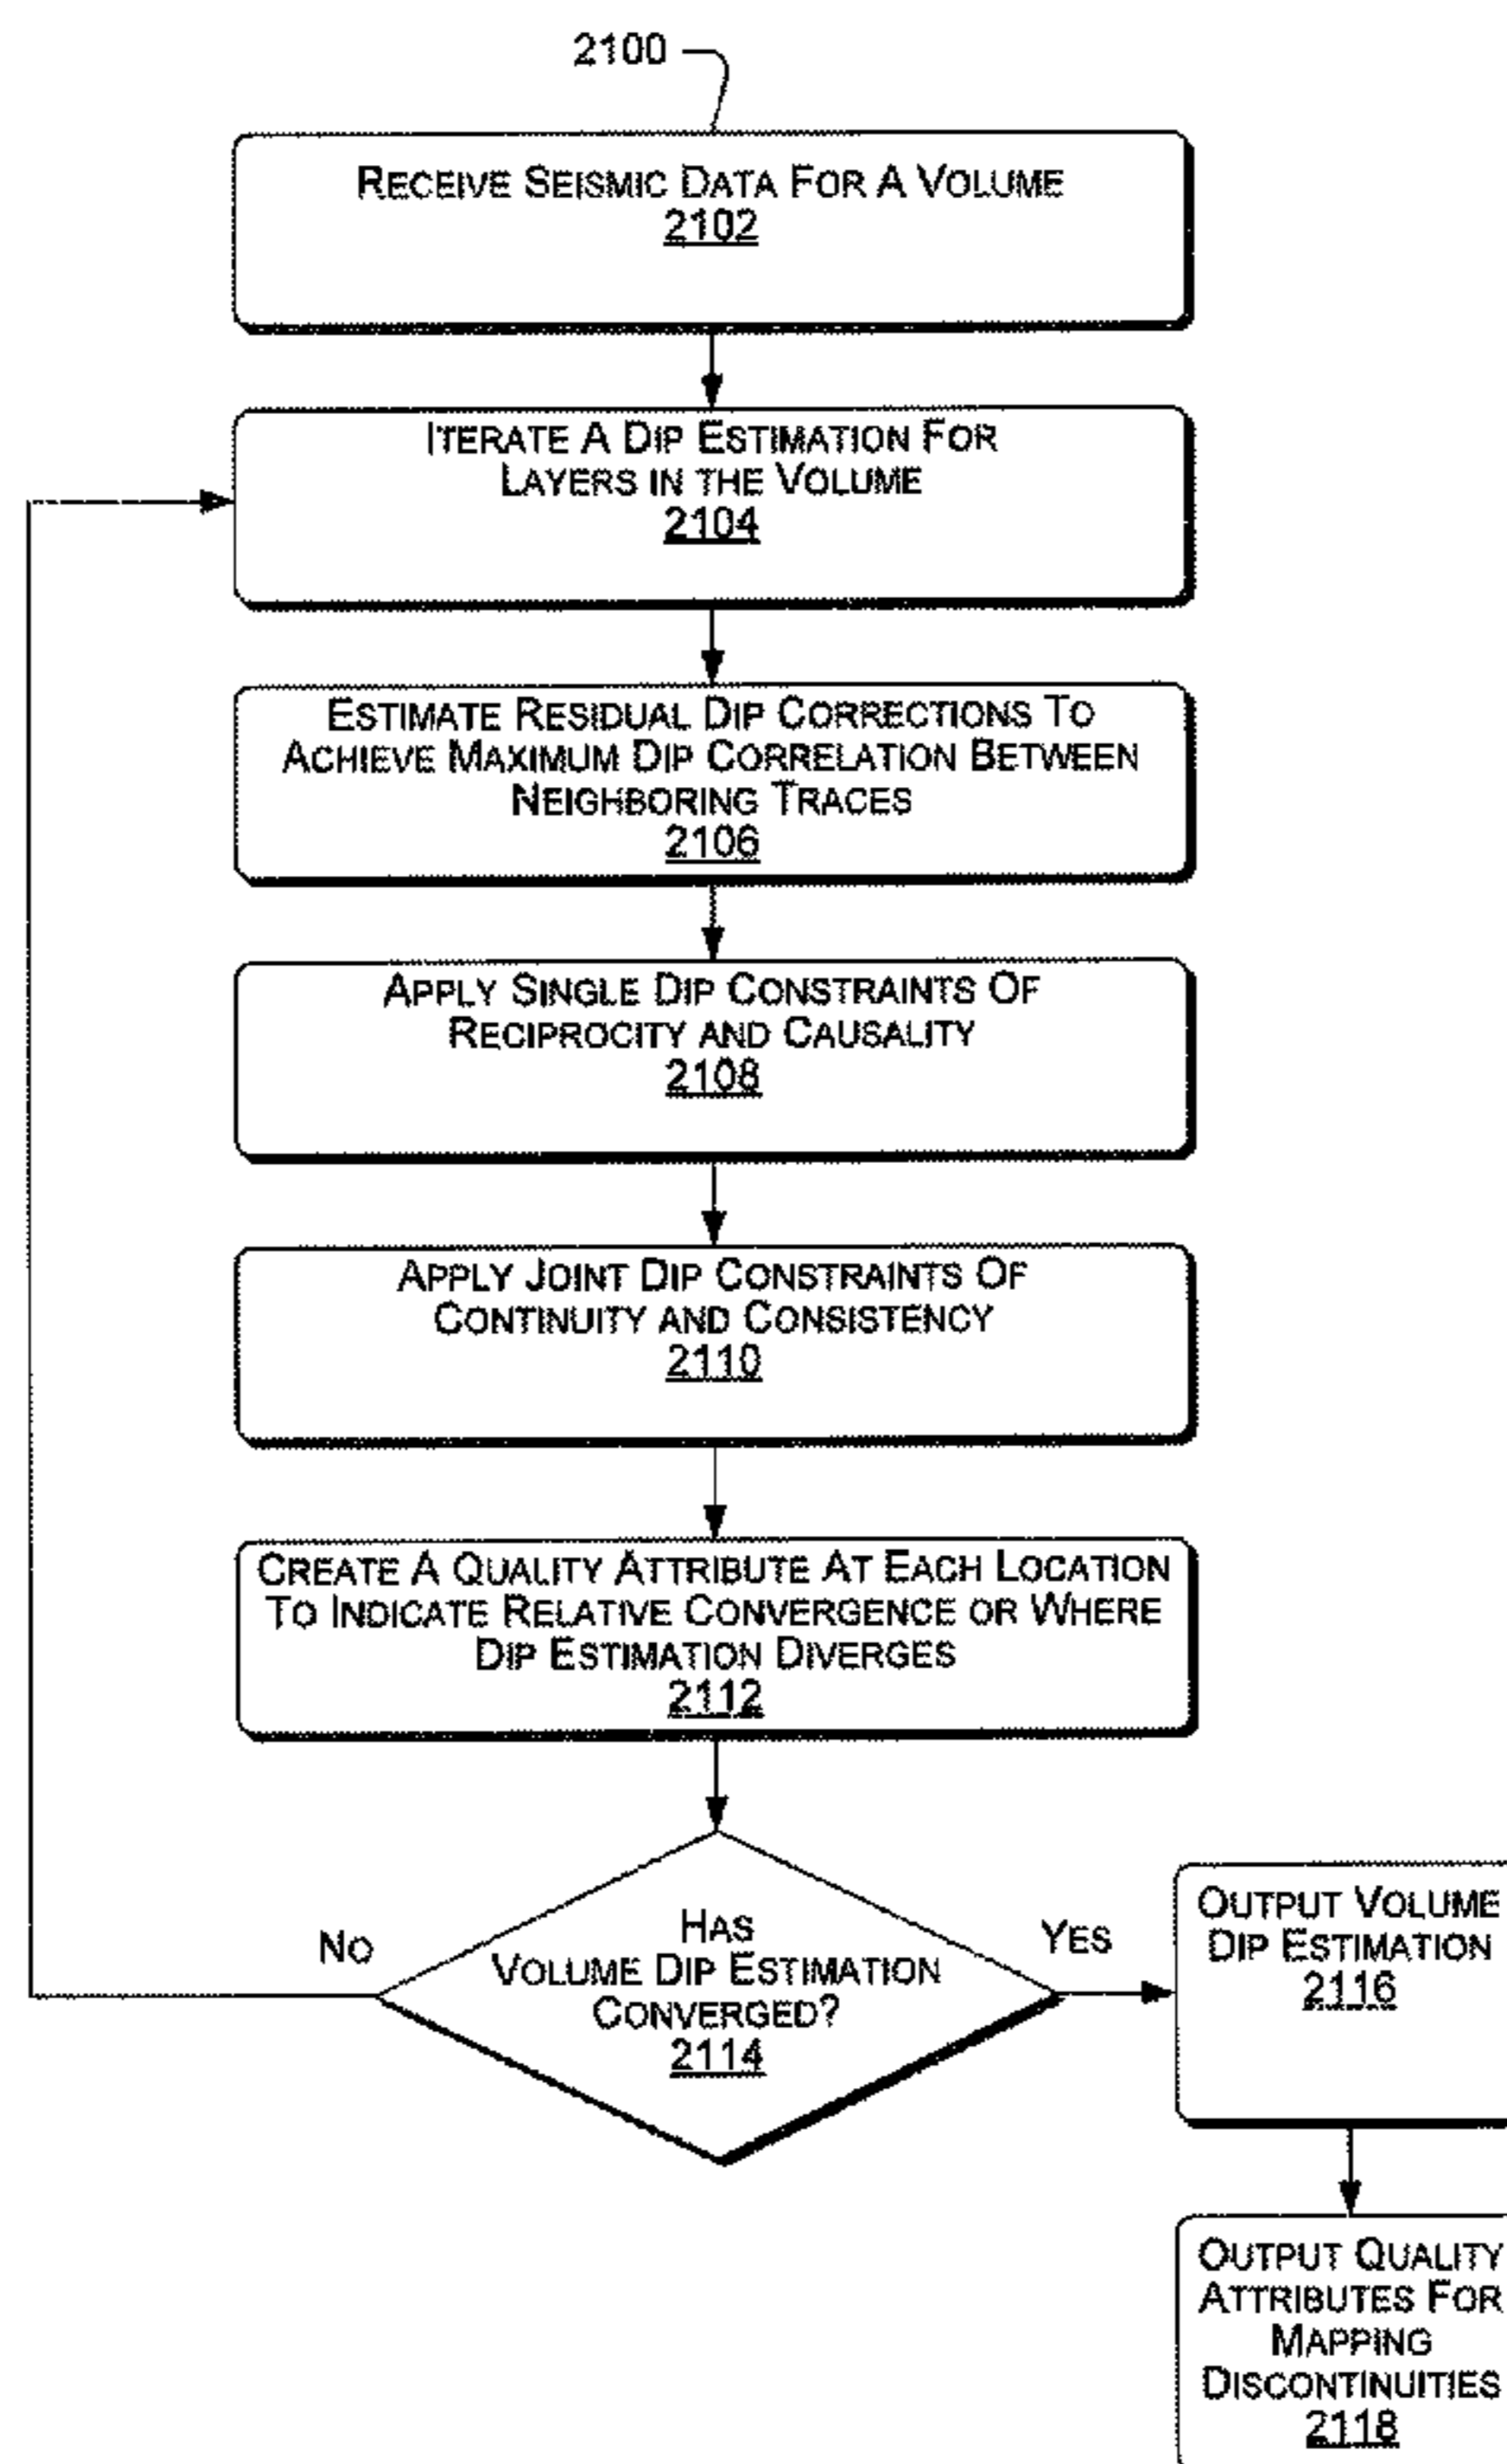 2100
RECEIVE SEISMIC DATA FOR A VOLUME
2102
ITERATE A DIP ESTIMATION FOR
LAYERS IN THE VOLUME
2104
ESTIMATE RESIDUAL DIP CORRECTIONS TO
ACHIEVE MAXIMUM DIP CORRELATION BETWEEN
NEIGHBORING TRACES
2106
APPLY SINGLE DIP CONSTRAINTS OF
RECIPROCITY AND CAUSALITY
2108
APPLY JOINT DIP CONSTRAINTS OF
CONTINUITY AND CONSISTENCY
2110
CREATE A QUALITY ATTRIBUTE AT EACH LOCATION
TO INDICATE RELATIVE CONVERGENCE OR WHERE
DIP ESTIMATION DIVERGES
2112
HAS
VOLUME DIP ESTIMATION
CONVERGED?
2114
NO
YES
OUTPUT VOLUME
DIP ESTIMATION
2116
OUTPUT QUALITY
ATTRIBUTES FOR
MAPPING
DISCONTINUITIES
2118